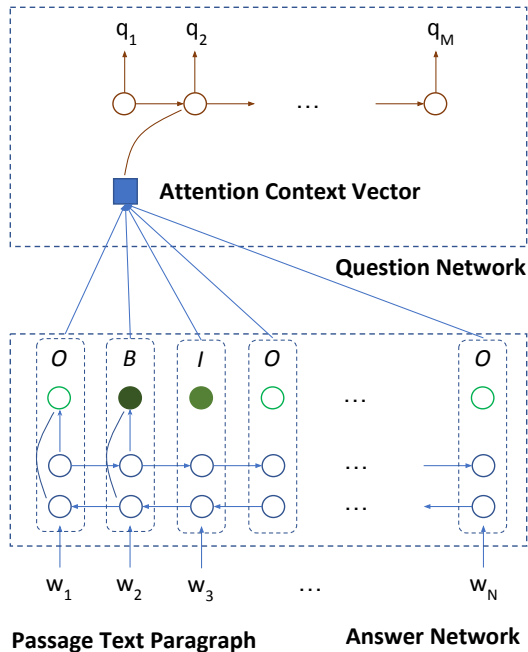 q1 q2 qM
...
Attention Context Vector
Question Network
O B I O O
...
...
w1 w2 w3 ... wN
Passage Text Paragraph Answer Network